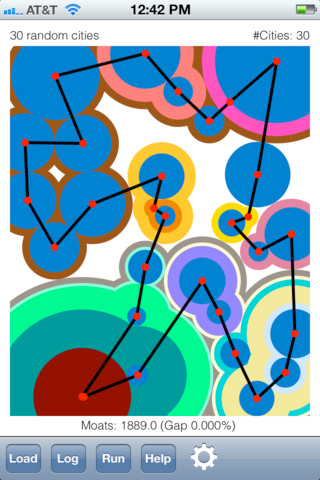 AT&T 12:42 PM
30 random cities #Cities: 30
Moats: 1889.0 (Gap 0.000%)
Load Log Run Help